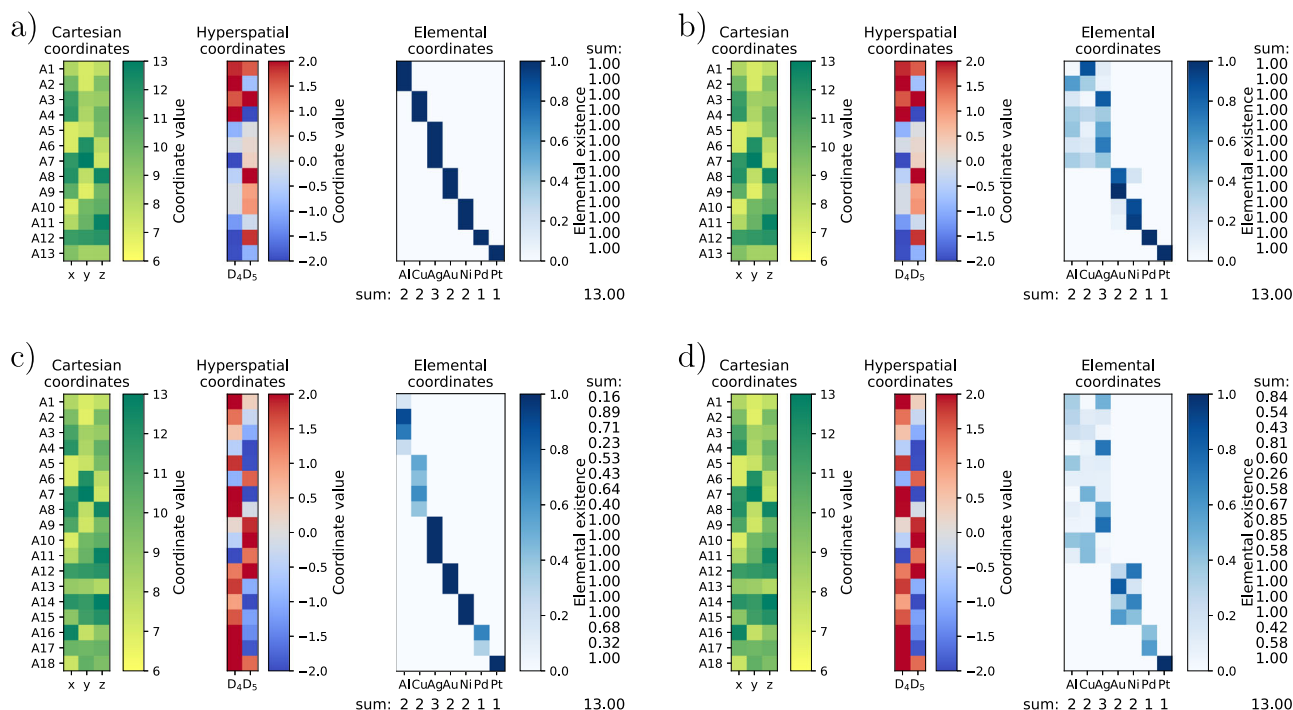 a)
Cartesian
coordinates
Hyperspatial
coordinates
Elemental
coordinates
sum:
A1
A2
A3
A4
A5
A6
A7
A8
A9
A10
A11
A12
A13
x y z
13
12
11
10
9
8
7
6
Coordinate value
D4 D5
2.0
1.5
1.0
0.5
0.0
−0.5
−1.0
−1.5
−2.0
Coordinate value
Al Cu Ag Au Ni Pd Pt
1.0
0.8
0.6
0.4
0.2
0.0
Elemental existence
1.00
1.00
1.00
1.00
1.00
1.00
1.00
1.00
1.00
1.00
1.00
1.00
1.00
sum: 2 2 3 2 2 1 1 13.00
b)
Cartesian
coordinates
Hyperspatial
coordinates
Elemental
coordinates
sum:
A1
A2
A3
A4
A5
A6
A7
A8
A9
A10
A11
A12
A13
x y z
13
12
11
10
9
8
7
6
Coordinate value
D4 D5
2.0
1.5
1.0
0.5
0.0
−0.5
−1.0
−1.5
−2.0
Coordinate value
Al Cu Ag Au Ni Pd Pt
1.0
0.8
0.6
0.4
0.2
0.0
Elemental existence
1.00
1.00
1.00
1.00
1.00
1.00
1.00
1.00
1.00
1.00
1.00
1.00
1.00
sum: 2 2 3 2 2 1 1 13.00
c)
Cartesian
coordinates
Hyperspatial
coordinates
Elemental
coordinates
sum:
A1
A2
A3
A4
A5
A6
A7
A8
A9
A10
A11
A12
A13
A14
A15
A16
A17
A18
x y z
13
12
11
10
9
8
7
6
Coordinate value
D4 D5
2.0
1.5
1.0
0.5
0.0
−0.5
−1.0
−1.5
−2.0
Coordinate value
Al Cu Ag Au Ni Pd Pt
1.0
0.8
0.6
0.4
0.2
0.0
Elemental existence
0.16
0.89
0.71
0.23
0.53
0.43
0.64
0.40
1.00
1.00
1.00
1.00
1.00
1.00
1.00
0.68
0.32
1.00
sum: 2 2 3 2 2 1 1 13.00
d)
Cartesian
coordinates
Hyperspatial
coordinates
Elemental
coordinates
sum:
A1
A2
A3
A4
A5
A6
A7
A8
A9
A10
A11
A12
A13
A14
A15
A16
A17
A18
x y z
13
12
11
10
9
8
7
6
Coordinate value
D4 D5
2.0
1.5
1.0
0.5
0.0
−0.5
−1.0
−1.5
−2.0
Coordinate value
Al Cu Ag Au Ni Pd Pt
1.0
0.8
0.6
0.4
0.2
0.0
Elemental existence
0.84
0.54
0.43
0.81
0.60
0.26
0.58
0.67
0.85
0.85
0.58
1.00
1.00
1.00
1.00
0.42
0.58
1.00
sum: 2 2 3 2 2 1 1 13.00